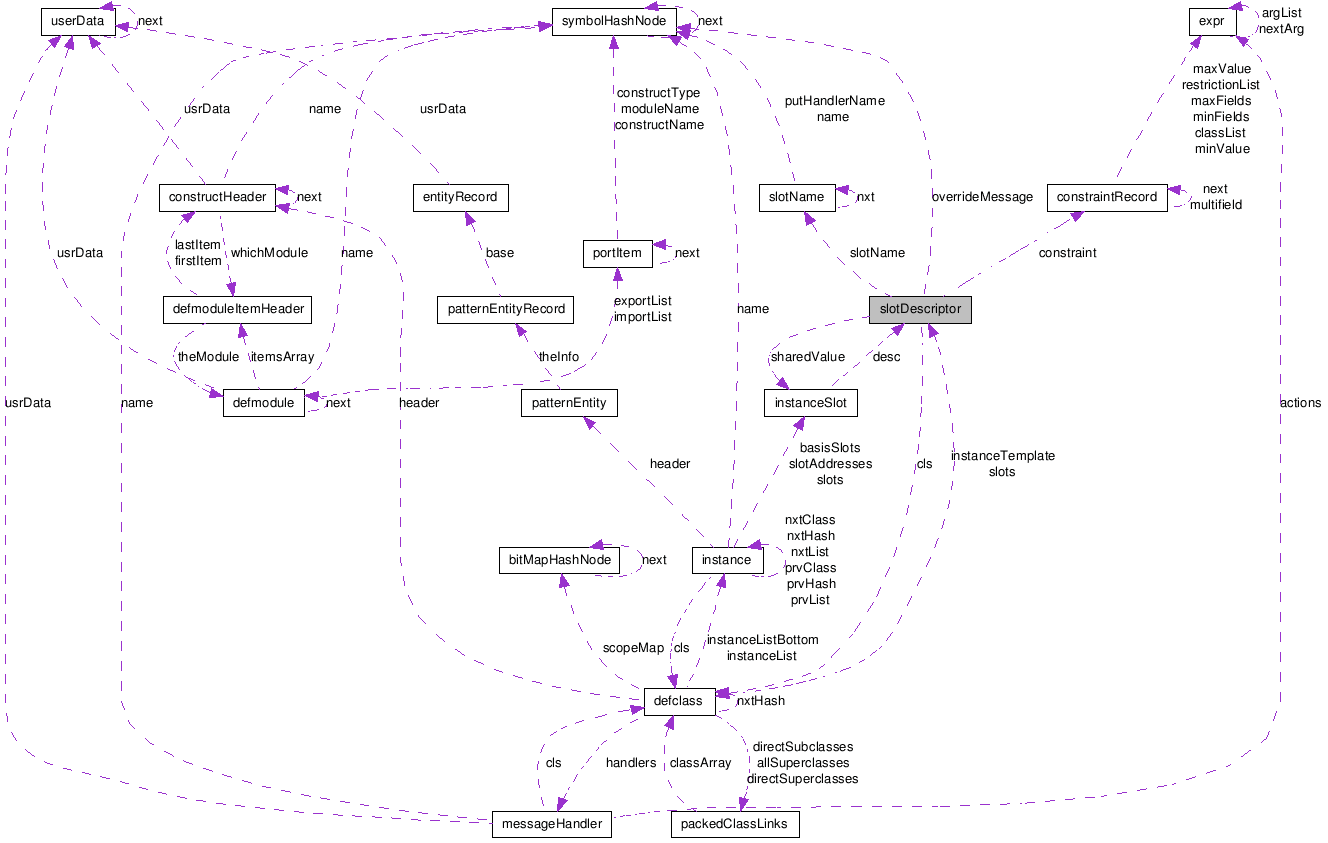 userData
next
symbolHashNode
next
expr
argList
nextArg
usrData
name
usrData
constructType
moduleName
constructName
putHandlerName
name
maxValue
restrictionList
maxFields
minFields
classList
minValue
constructHeader
next
entityRecord
slotName
nxt
overrideMessage
constraintRecord
next
multifield
usrData
lastItem
firstItem
whichModule
name
base
portItem
next
slotName
constraint
defmoduleItemHeader
patternEntityRecord
exportList
importList
slotDescriptor
theModule
itemsArray
theInfo
name
sharedValue
desc
usrData
name
defmodule
next
header
patternEntity
instanceSlot
actions
header
basisSlots
slotAddresses
slots
cls
instanceTemplate
slots
bitMapHashNode
next
instance
nxtClass
nxtHash
nxtList
prvClass
prvHash
prvList
scopeMap
cls
instanceListBottom
instanceList
defclass
nxtHash
cls
handlers
classArray
directSubclasses
allSuperclasses
directSuperclasses
messageHandler
packedClassLinks